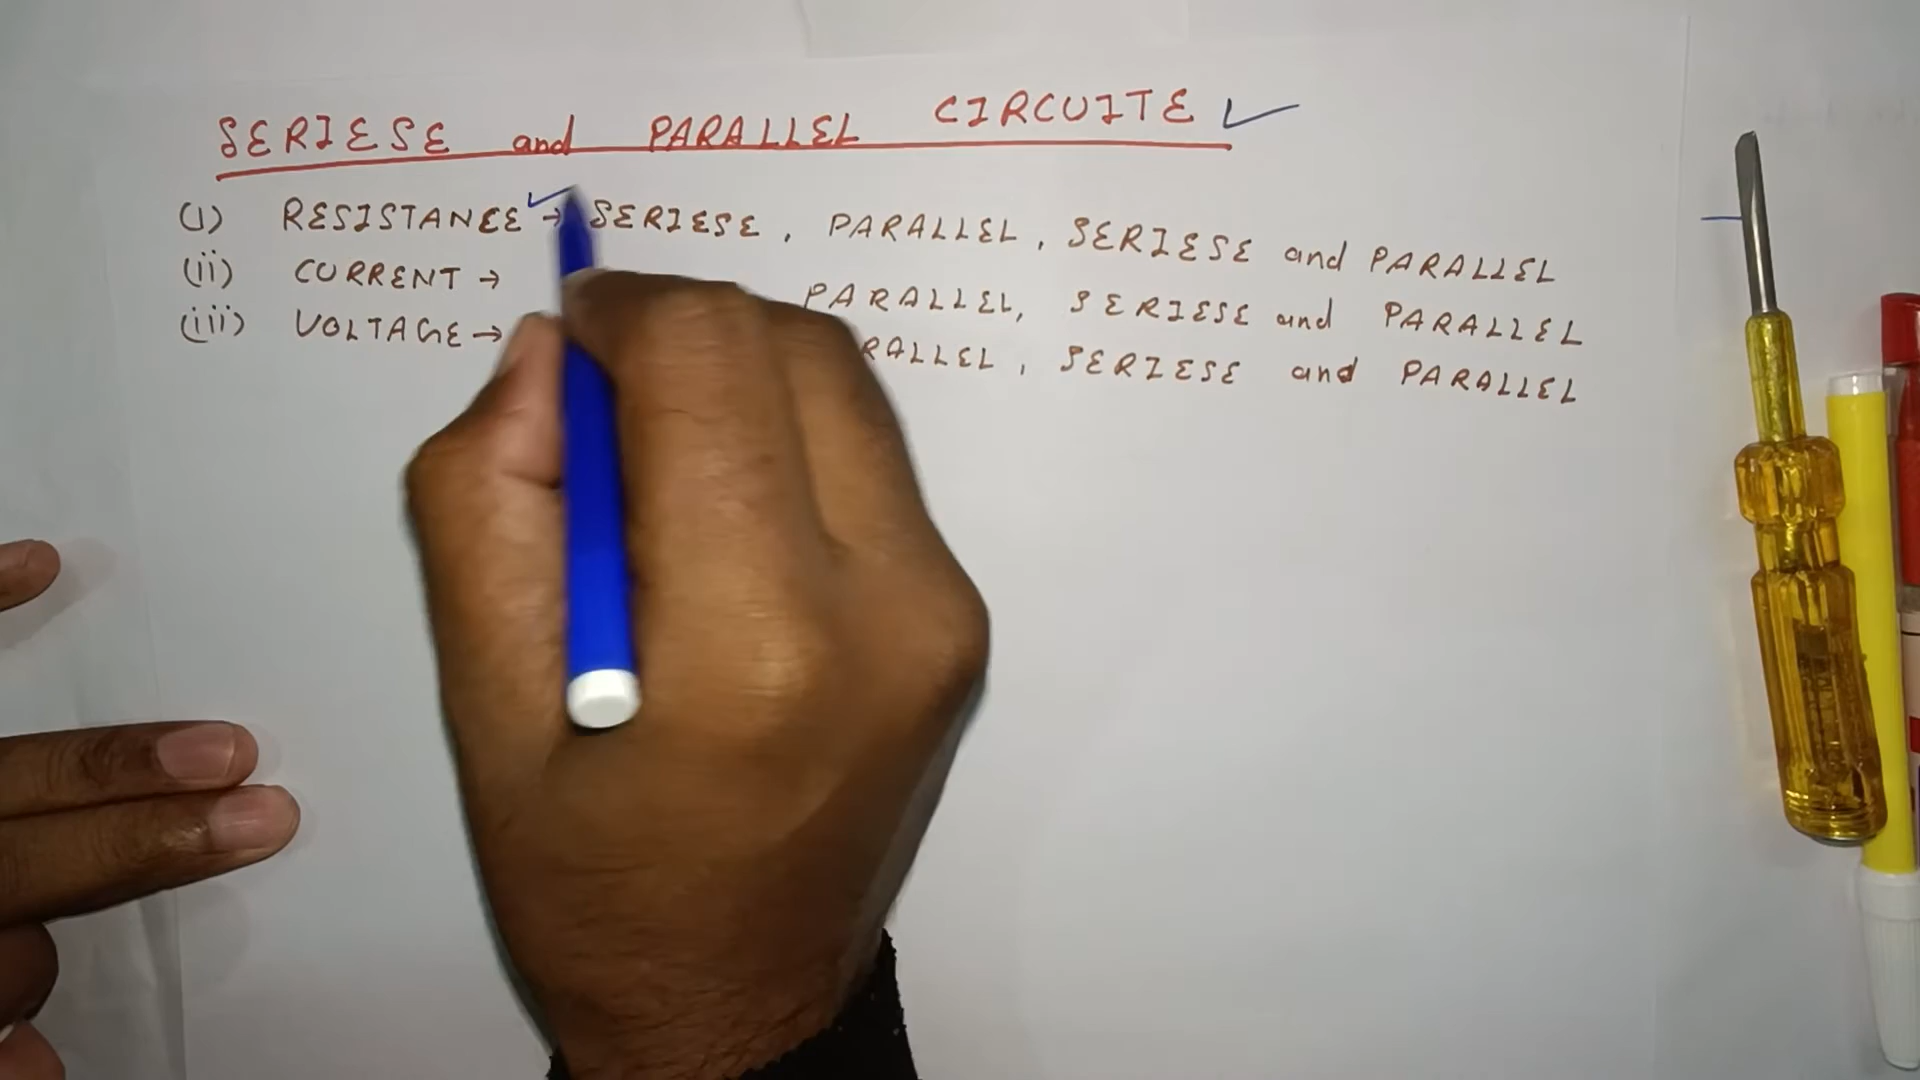 SERIESE and PARALLEL CIRCUITE
(i) RESISTANCE → SERIESE, PARALLEL, SERIESE and PARALLEL
(ii) CURRENT → PARALLEL, SERIESE and PARALLEL
(iii) VOLTAGE → RALLEL, SERIESE and PARALLEL